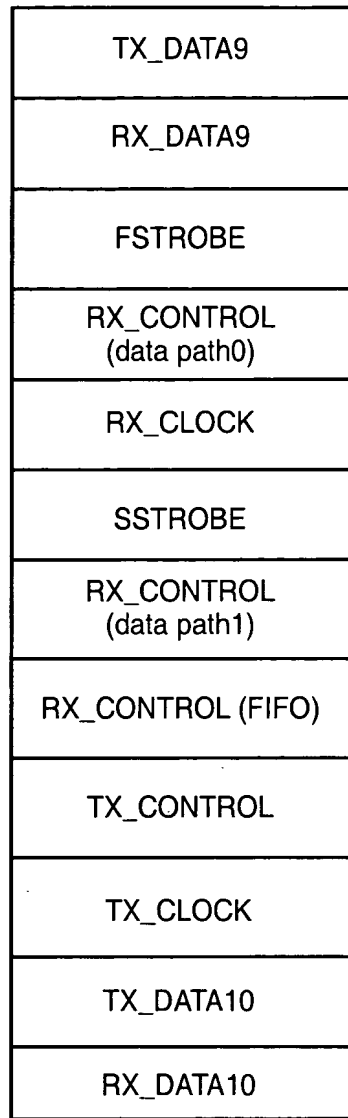 TX_DATA9
RX_DATA9
FSTROBE
RX_CONTROL
(data path0)
RX_CLOCK
SSTROBE
RX_CONTROL
(data path1)
RX_CONTROL (FIFO)
TX_CONTROL
TX_CLOCK
TX_DATA10
RX_DATA10